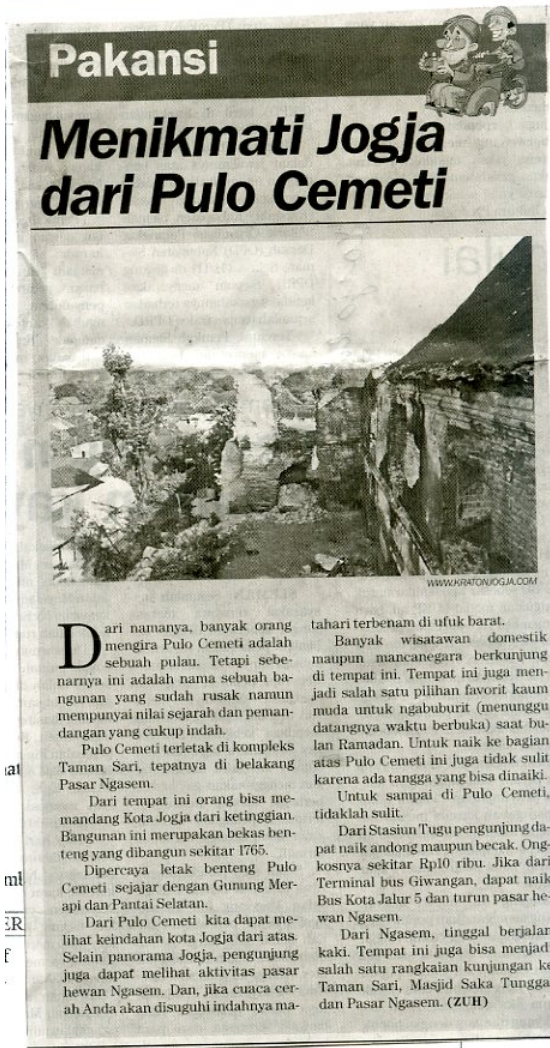 Pakansi
Menikmati Jogja
dari Pulo Cemeti
WWW.KRATONJOGJA.COM
Dari namanya, banyak orang
mengira Pulo Cemeti adalah
sebuah pulau. Tetapi sebe-
narnya ini adalah nama sebuah ba-
ngunan yang sudah rusak namun
mempunyai nilai sejarah dan peman-
dangan yang cukup indah.
Pulo Cemeti terletak di kompleks
Taman Sari, tepatnya di belakang
Pasar Ngasem.
Dari tempat ini orang bisa me-
mandang Kota Jogja dari ketinggian.
Bangunan ini merupakan bekas ben-
teng yang dibangun sekitar 1765.
Dipercaya letak benteng Pulo
Cemeti sejajar dengan Gunung Mer-
api dan Pantai Selatan.
Dari Pulo Cemeti kita dapat me-
lihat keindahan kota Jogja dari atas.
Selain panorama Jogja, pengunjung
juga dapat melihat aktivitas pasar
hewan Ngasem. Dan, jika cuaca cer-
ah Anda akan disuguhi indahnya ma-
tahari terbenam di ufuk barat.
Banyak wisatawan domestik
maupun mancanegara berkunjung
di tempat ini. Tempat ini juga men-
jadi salah satu pilihan favorit kaum
muda untuk ngabuburit (menunggu
datangnya waktu berbuka) saat bu-
lan Ramadan. Untuk naik ke bagian
atas Pulo Cemeti ini juga tidak sulit
karena ada tangga yang bisa dinaiki.
Untuk sampai di Pulo Cemeti,
tidaklah sulit.
Dari Stasiun Tugu pengunjung da-
pat naik andong maupun becak. Ong-
kosnya sekitar Rp10 ribu. Jika dari
Terminal bus Giwangan, dapat naik
Bus Kota Jalur 5 dan turun pasar he-
wan Ngasem.
Dari Ngasem, tinggal berjalan
kaki. Tempat ini juga bisa menjad
salah satu rangkaian kunjungan ke
Taman Sari, Masjid Saka Tungga
dan Pasar Ngasem. (ZUH)